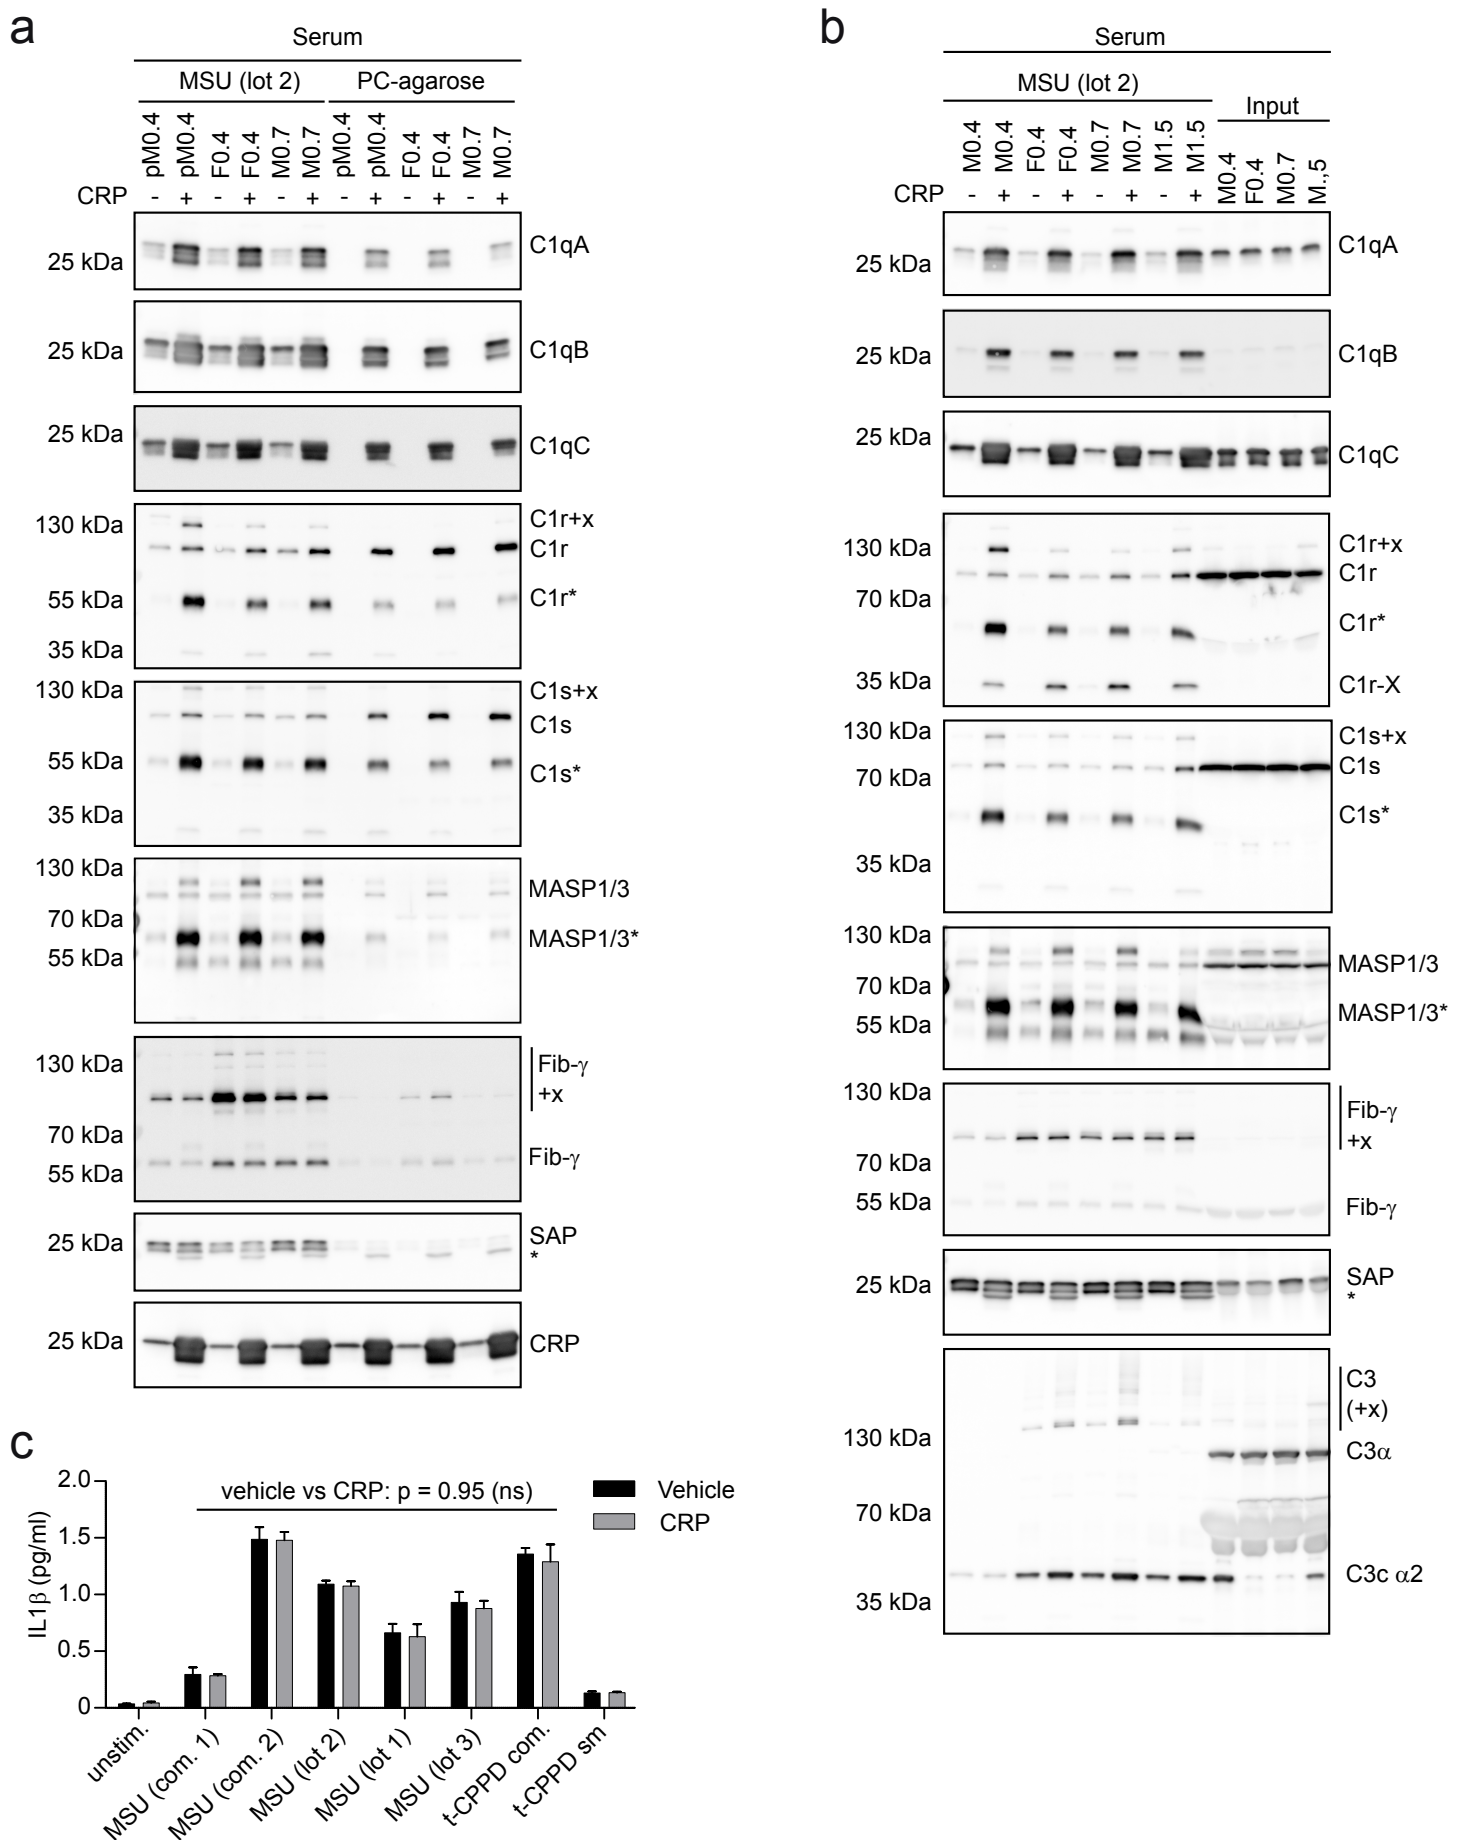 a
Serum
MSU (lot 2) PC-agarose
pM0.4 pM0.4 F0.4 F0.4 M0.7 M0.7 pM0.4 pM0.4 F0.4 F0.4 M0.7 M0.7
CRP - + - + - + - + - + - +
25 kDa C1qA
25 kDa C1qB
25 kDa C1qC
130 kDa C1r+x
C1r
55 kDa C1r*
35 kDa
130 kDa C1s+x
C1s
55 kDa C1s*
35 kDa
130 kDa MASP1/3
70 kDa MASP1/3*
55 kDa
130 kDa Fib-γ
+x
70 kDa
55 kDa Fib-γ
25 kDa SAP
*
25 kDa CRP
b
Serum
MSU (lot 2)
Input
M0.4 M0.4 F0.4 F0.4 M0.7 M0.7 M1.5 M1.5 M0.4 F0.4 M0.7 M.,5
CRP - + - + - + - +
25 kDa C1qA
25 kDa C1qB
25 kDa C1qC
130 kDa C1r+x
C1r
70 kDa
C1r*
35 kDa C1r-X
130 kDa C1s+x
70 kDa C1s
C1s*
35 kDa
130 kDa
MASP1/3
70 kDa
MASP1/3*
55 kDa
130 kDa Fib-γ
+x
70 kDa
55 kDa Fib-γ
25 kDa SAP
*
C3
(+x)
130 kDa C3α
70 kDa
C3c α2
35 kDa
c
vehicle vs CRP: p = 0.95 (ns)
Vehicle
CRP
IL1β (pg/ml)
2.0
1.5
1.0
0.5
0
unstim.
MSU (com. 1)
MSU (com. 2)
MSU (lot 2)
MSU (lot 1)
MSU (lot 3)
t-CPPD com.
t-CPPD sm